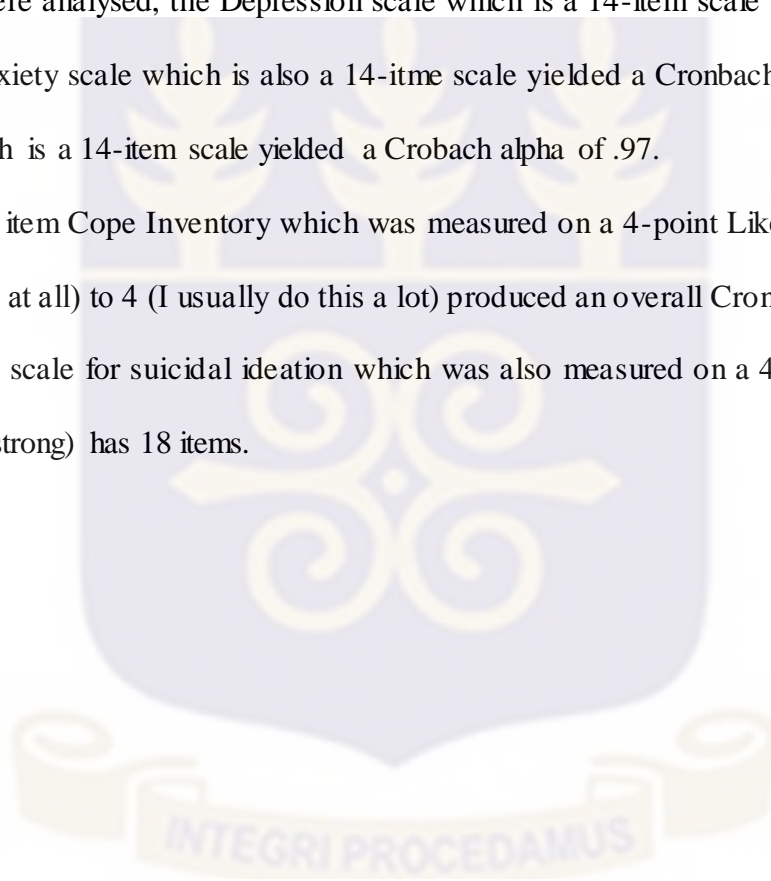 ere analysed, the Depression scale which is a 14-item scale
xiety scale which is also a 14-itme scale yielded a Cronbach
h is a 14-item scale yielded a Crobach alpha of .97.
item Cope Inventory which was measured on a 4-point Like
at all) to 4 (I usually do this a lot) produced an overall Cron
scale for suicidal ideation which was also measured on a 4
strong) has 18 items.
INTEGRI PROCEDAMUS